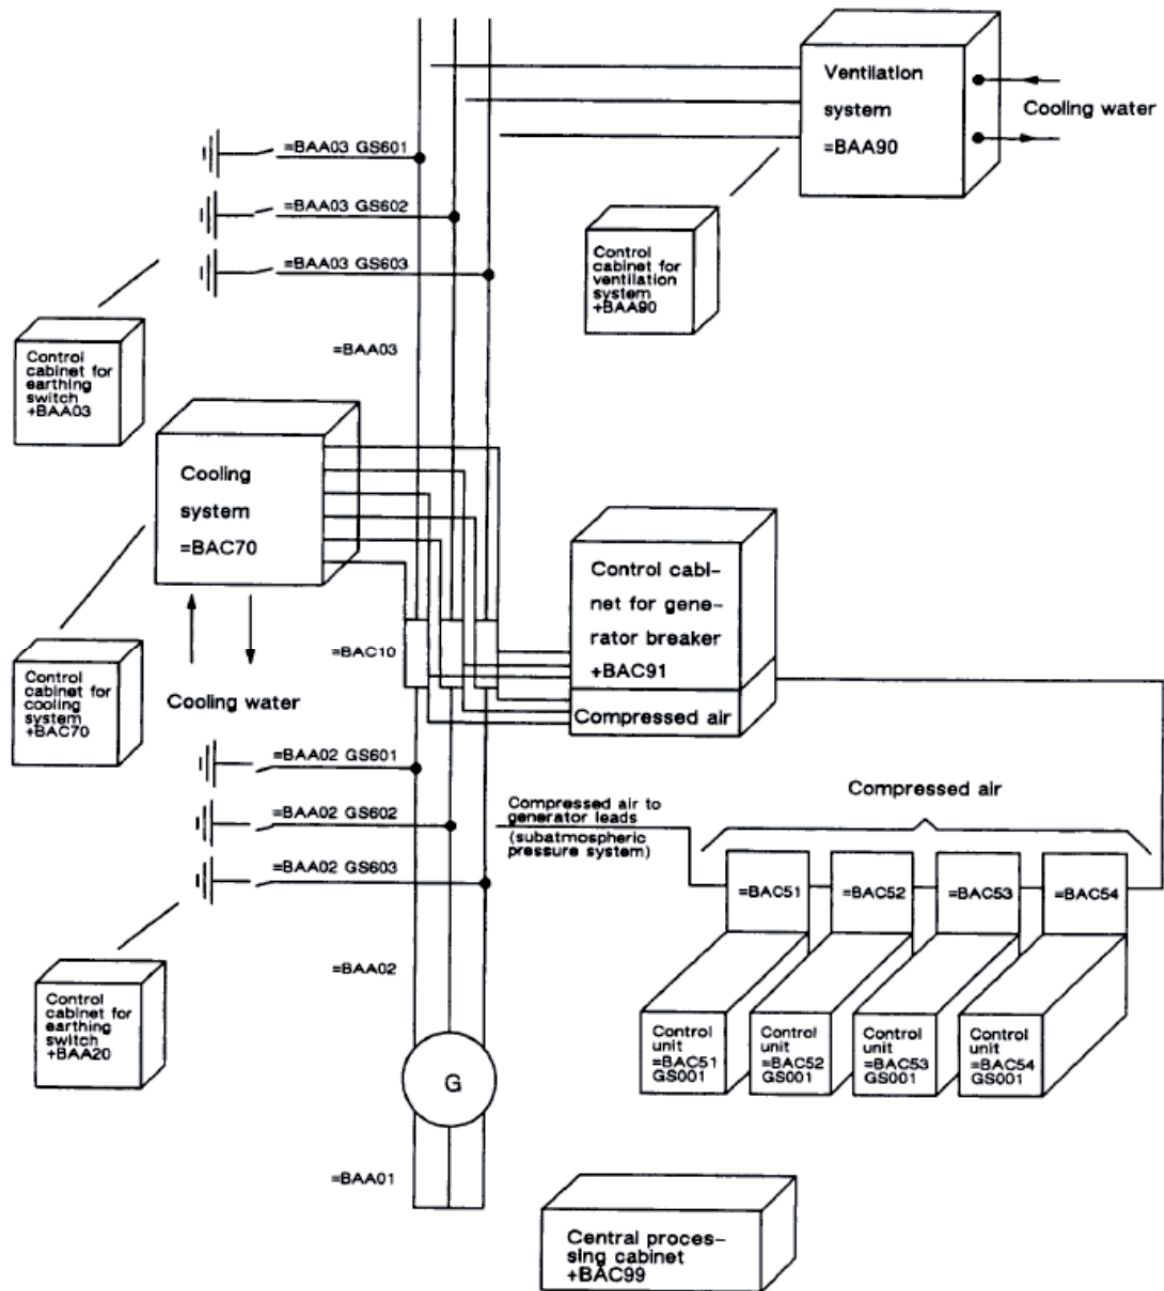 Ventilation
system
=BAA90
Cooling water
=BAA03 GS601
=BAA03 GS602
=BAA03 GS603
Control
cabinet for
ventilation
system
+BAA90
=BAA03
Control
cabinet for
earthing
switch
+BAA03
Cooling
system
=BAC70
Control cabi-
net for gene-
rator breaker
+BAC91
Compressed air
=BAC10
Control
cabinet for
cooling
system
+BAC70
Cooling water
=BAA02 GS601
=BAA02 GS602
=BAA02 GS603
Compressed air to
generator leads
(subatmospheric
pressure system)
Compressed air
=BAC51
=BAC52
=BAC53
=BAC54
=BAA02
Control
cabinet for
earthing
switch
+BAA20
Control
unit
=BAC51
GS001
Control
unit
=BAC52
GS001
Control
unit
=BAC53
GS001
Control
unit
=BAC54
GS001
G
=BAA01
Central proces-
sing cabinet
+BAC99